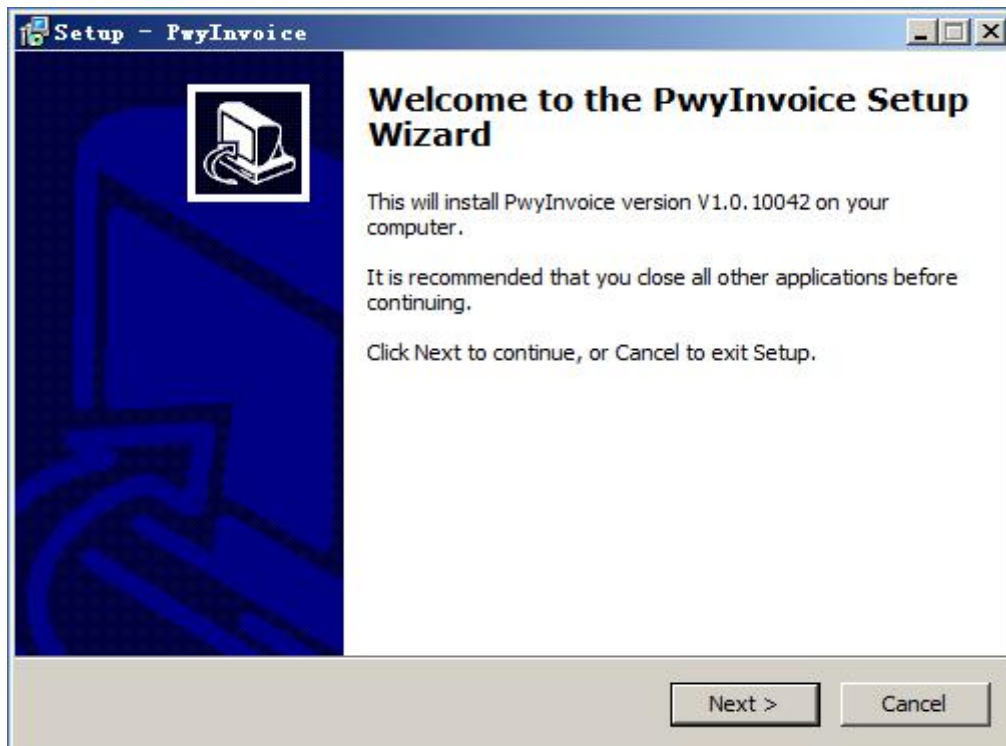 Setup - PwyInvoice
Welcome to the PwyInvoice Setup
Wizard
This will install PwyInvoice version V1.0.10042 on your
computer.
It is recommended that you close all other applications before
continuing.
Click Next to continue, or Cancel to exit Setup.
Next >
Cancel